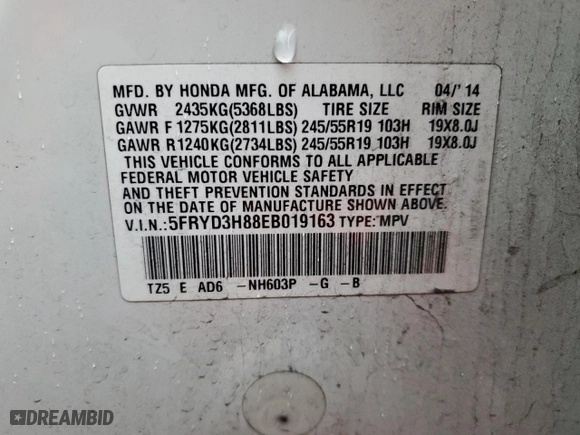 MFD. BY HONDA MFG. OF ALABAMA, LLC 04/'14
GVWR 2435KG(5368LBS) TIRE SIZE RIM SIZE
GAWR F 1275KG(2811LBS) 245/55R19 103H 19X8.0J
GAWR R 1240KG(2734LBS) 245/55R19 103H 19X8.0J
THIS VEHICLE CONFORMS TO ALL APPLICABLE
FEDERAL MOTOR VEHICLE SAFETY
AND THEFT PREVENTION STANDARDS IN EFFECT
ON THE DATE OF MANUFACTURE SHOWN ABOVE.
V.I.N.: 5FRYD3H88EB019163 TYPE: MPV
TZ5 E AD6 -NH603P -G -B
DREAMBID